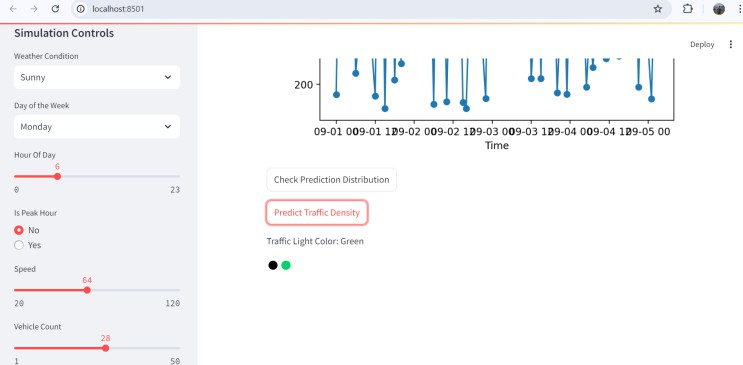 localhost:8501
Deploy
Simulation Controls
Weather Condition
Sunny
Day of the Week
Monday
Hour Of Day
6
0 23
Is Peak Hour
No
Yes
Speed
64
20 120
Vehicle Count
28
1 50
200
09-01 00 09-01 12 09-02 00 09-02 12 09-03 00 09-03 12 09-04 00 09-04 12 09-05 00
Time
Check Prediction Distribution
Predict Traffic Density
Traffic Light Color: Green